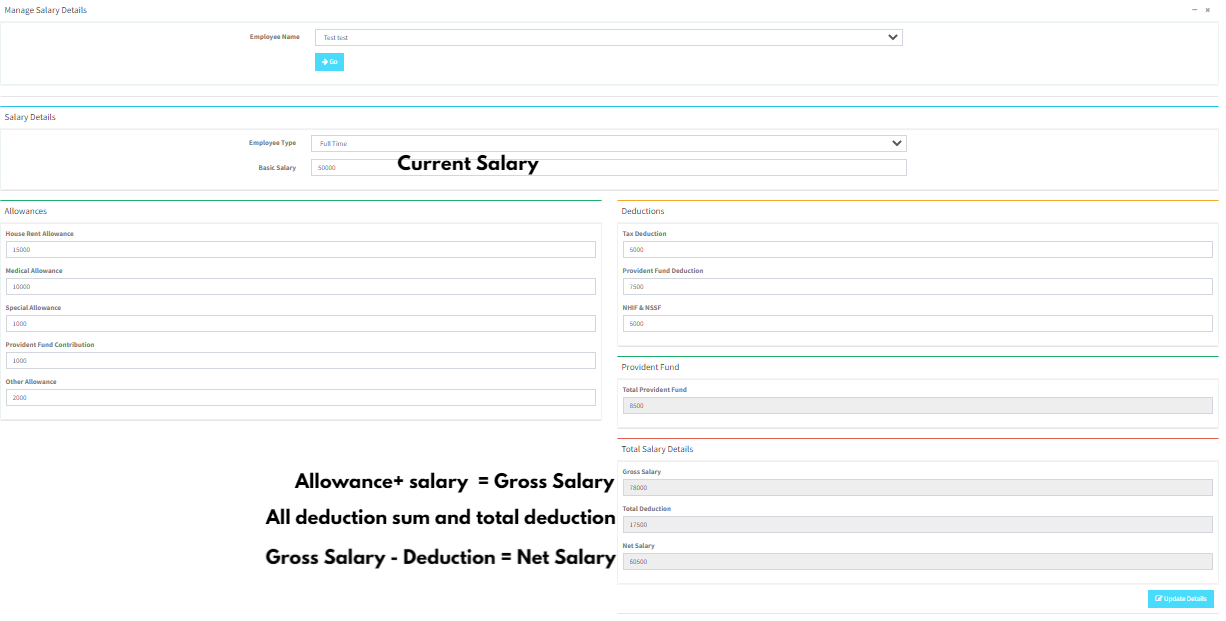 Manage Salary Details
Employee Name
Test test
Go
Salary Details
Employee Type
Full Time
Basic Salary
50000
Current Salary
Allowances
House Rent Allowance
15000
Medical Allowance
10000
Special Allowance
1000
Provident Fund Contribution
1000
Other Allowance
2000
Deductions
Tax Deduction
5000
Provident Fund Deduction
7500
NHIF & NSSF
5000
Provident Fund
Total Provident Fund
8500
Total Salary Details
Allowance+ salary = Gross Salary
Gross Salary
78000
All deduction sum and total deduction
Total Deduction
17500
Gross Salary - Deduction = Net Salary
Net Salary
60500
Update Details